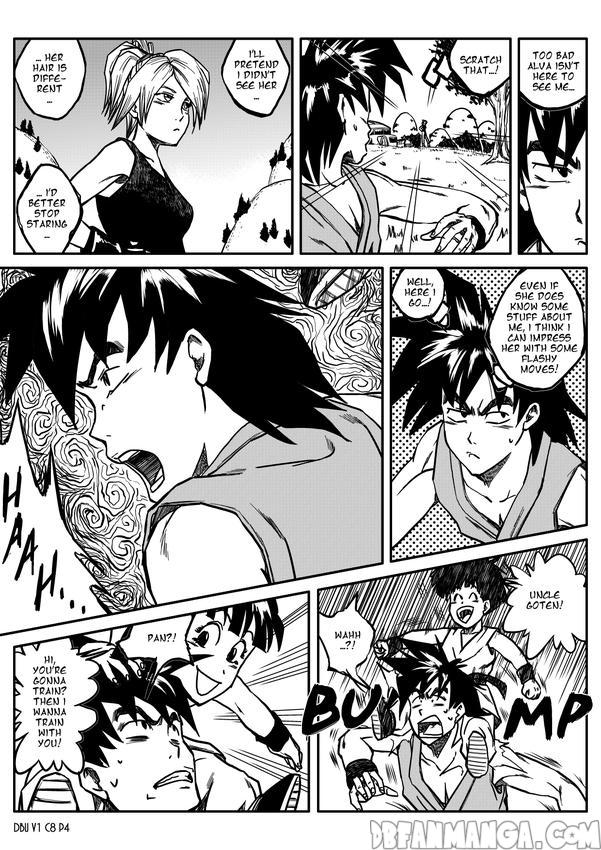 TOO BAD
ALVA ISN'T
HERE TO
SEE ME...
SCRATCH
THAT...!
I'LL
PRETEND
I DIDN'T
SEE HER
...
... HER
HAIR IS
DIFFE-
RENT
...
... I'D
BETTER
STOP
STARING
...
EVEN IF
SHE DOES
KNOW SOME
STUFF ABOUT
ME, I THINK I
CAN IMPRESS
HER WITH SOME
FLASHY
MOVES!
WELL,
HERE I
GO...!
HAAH...
UNCLE
GOTEN!
WAHH
...?!
BUMP
PAN?!
HI,
YOU'RE
GONNA
TRAIN?
THEN I
WANNA
TRAIN
WITH
YOU!
DBU V1 C8 P4
DBFANMANGA.COM